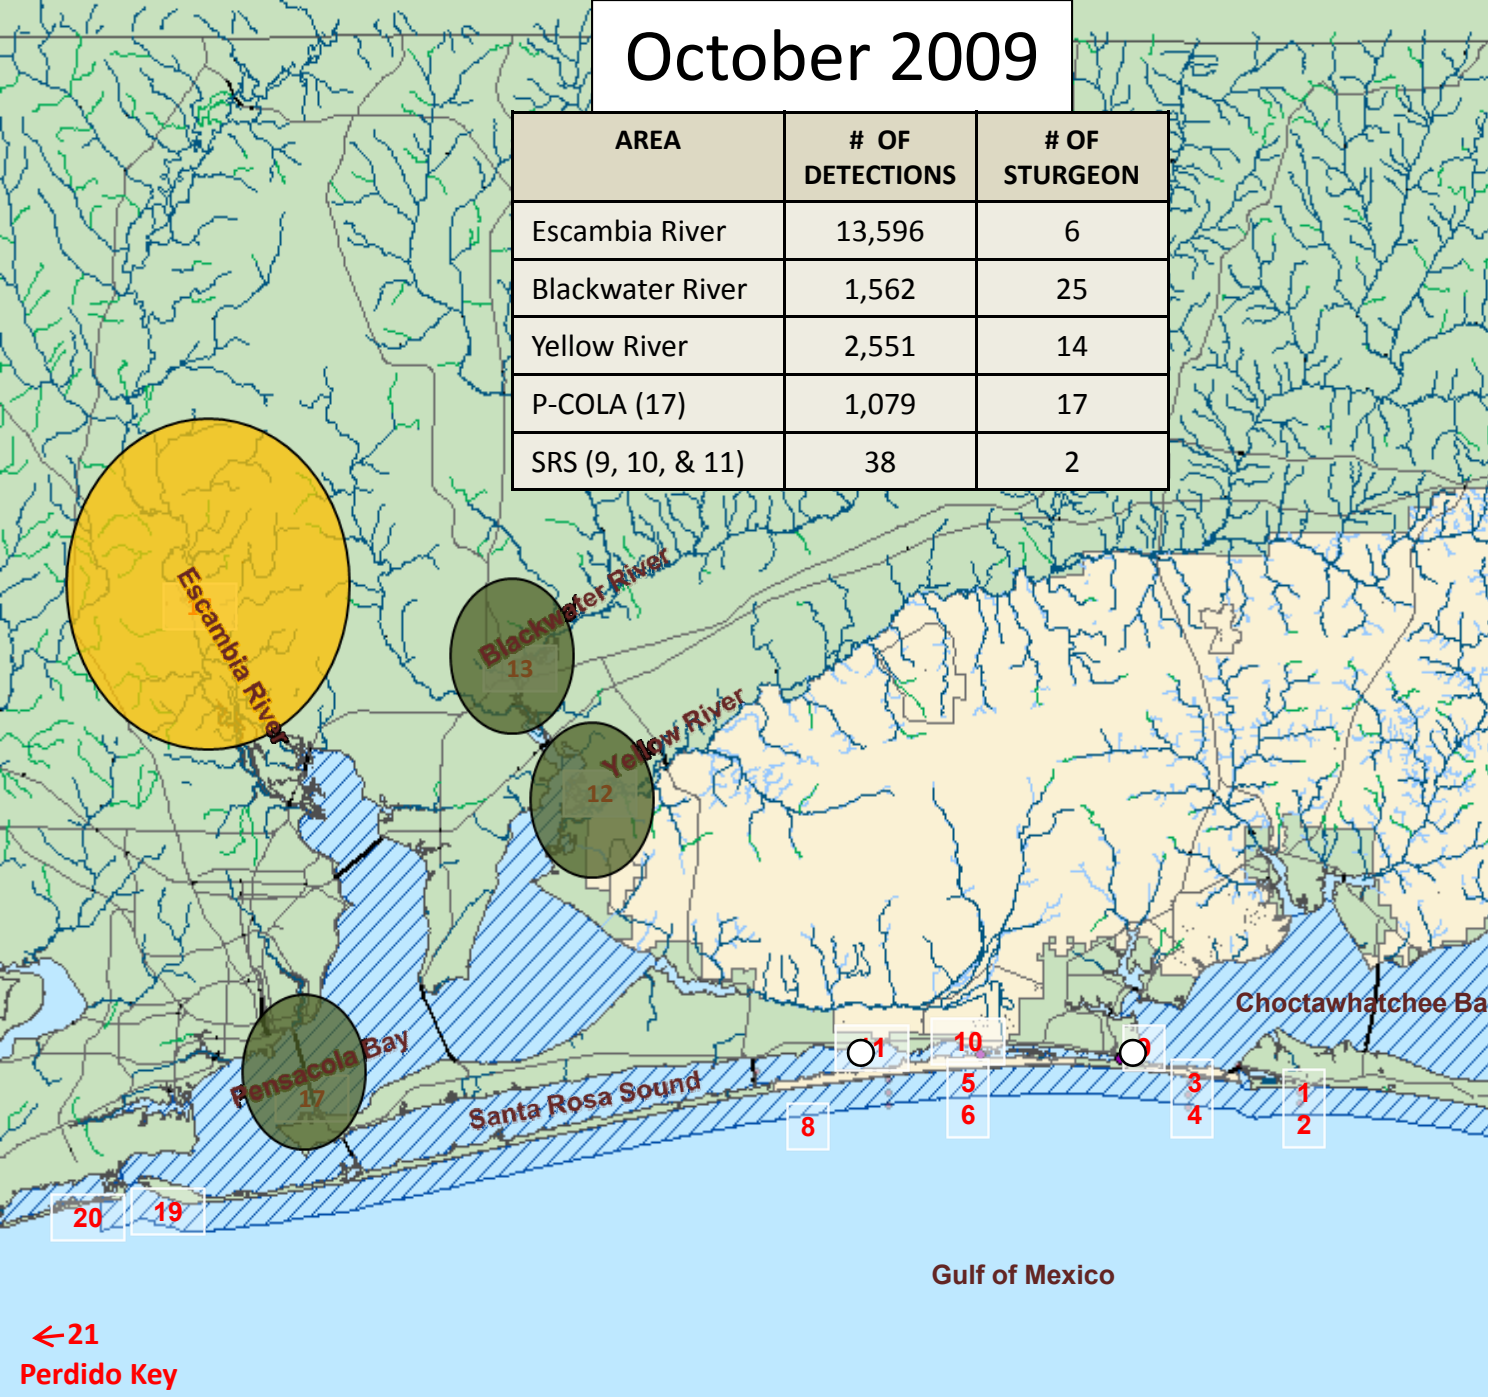 October 2009
AREA # OF DETECTIONS # OF STURGEON
Escambia River 13,596 6
Blackwater River 1,562 25
Yellow River 2,551 14
P-COLA (17) 1,079 17
SRS (9, 10, & 11) 38 2
Escambia River
Blackwater River
13
Yellow River
12
Pensacola Bay
17
Santa Rosa Sound
Choctawhatchee Ba
10
5
6
8
3
4
1
2
20
19
Gulf of Mexico
21
Perdido Key